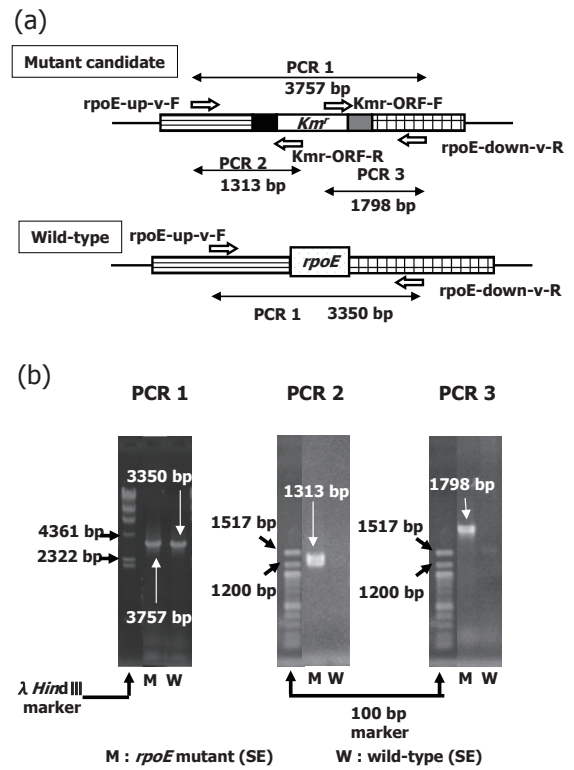 (a)
Mutant candidate
PCR 1
3757 bp
rpoE-up-v-F
Kmr-ORF-F
Kmʳ
Kmr-ORF-R
rpoE-down-v-R
PCR 2
1313 bp
PCR 3
1798 bp
Wild-type
rpoE-up-v-F
rpoE
rpoE-down-v-R
PCR 1 3350 bp
(b)
PCR 1 PCR 2 PCR 3
3350 bp
4361 bp
2322 bp
3757 bp
M W
λ HindIII
marker
1313 bp
1517 bp
1200 bp
M W
1798 bp
1517 bp
1200 bp
M W
100 bp
marker
M : rpoE mutant (SE) W : wild-type (SE)